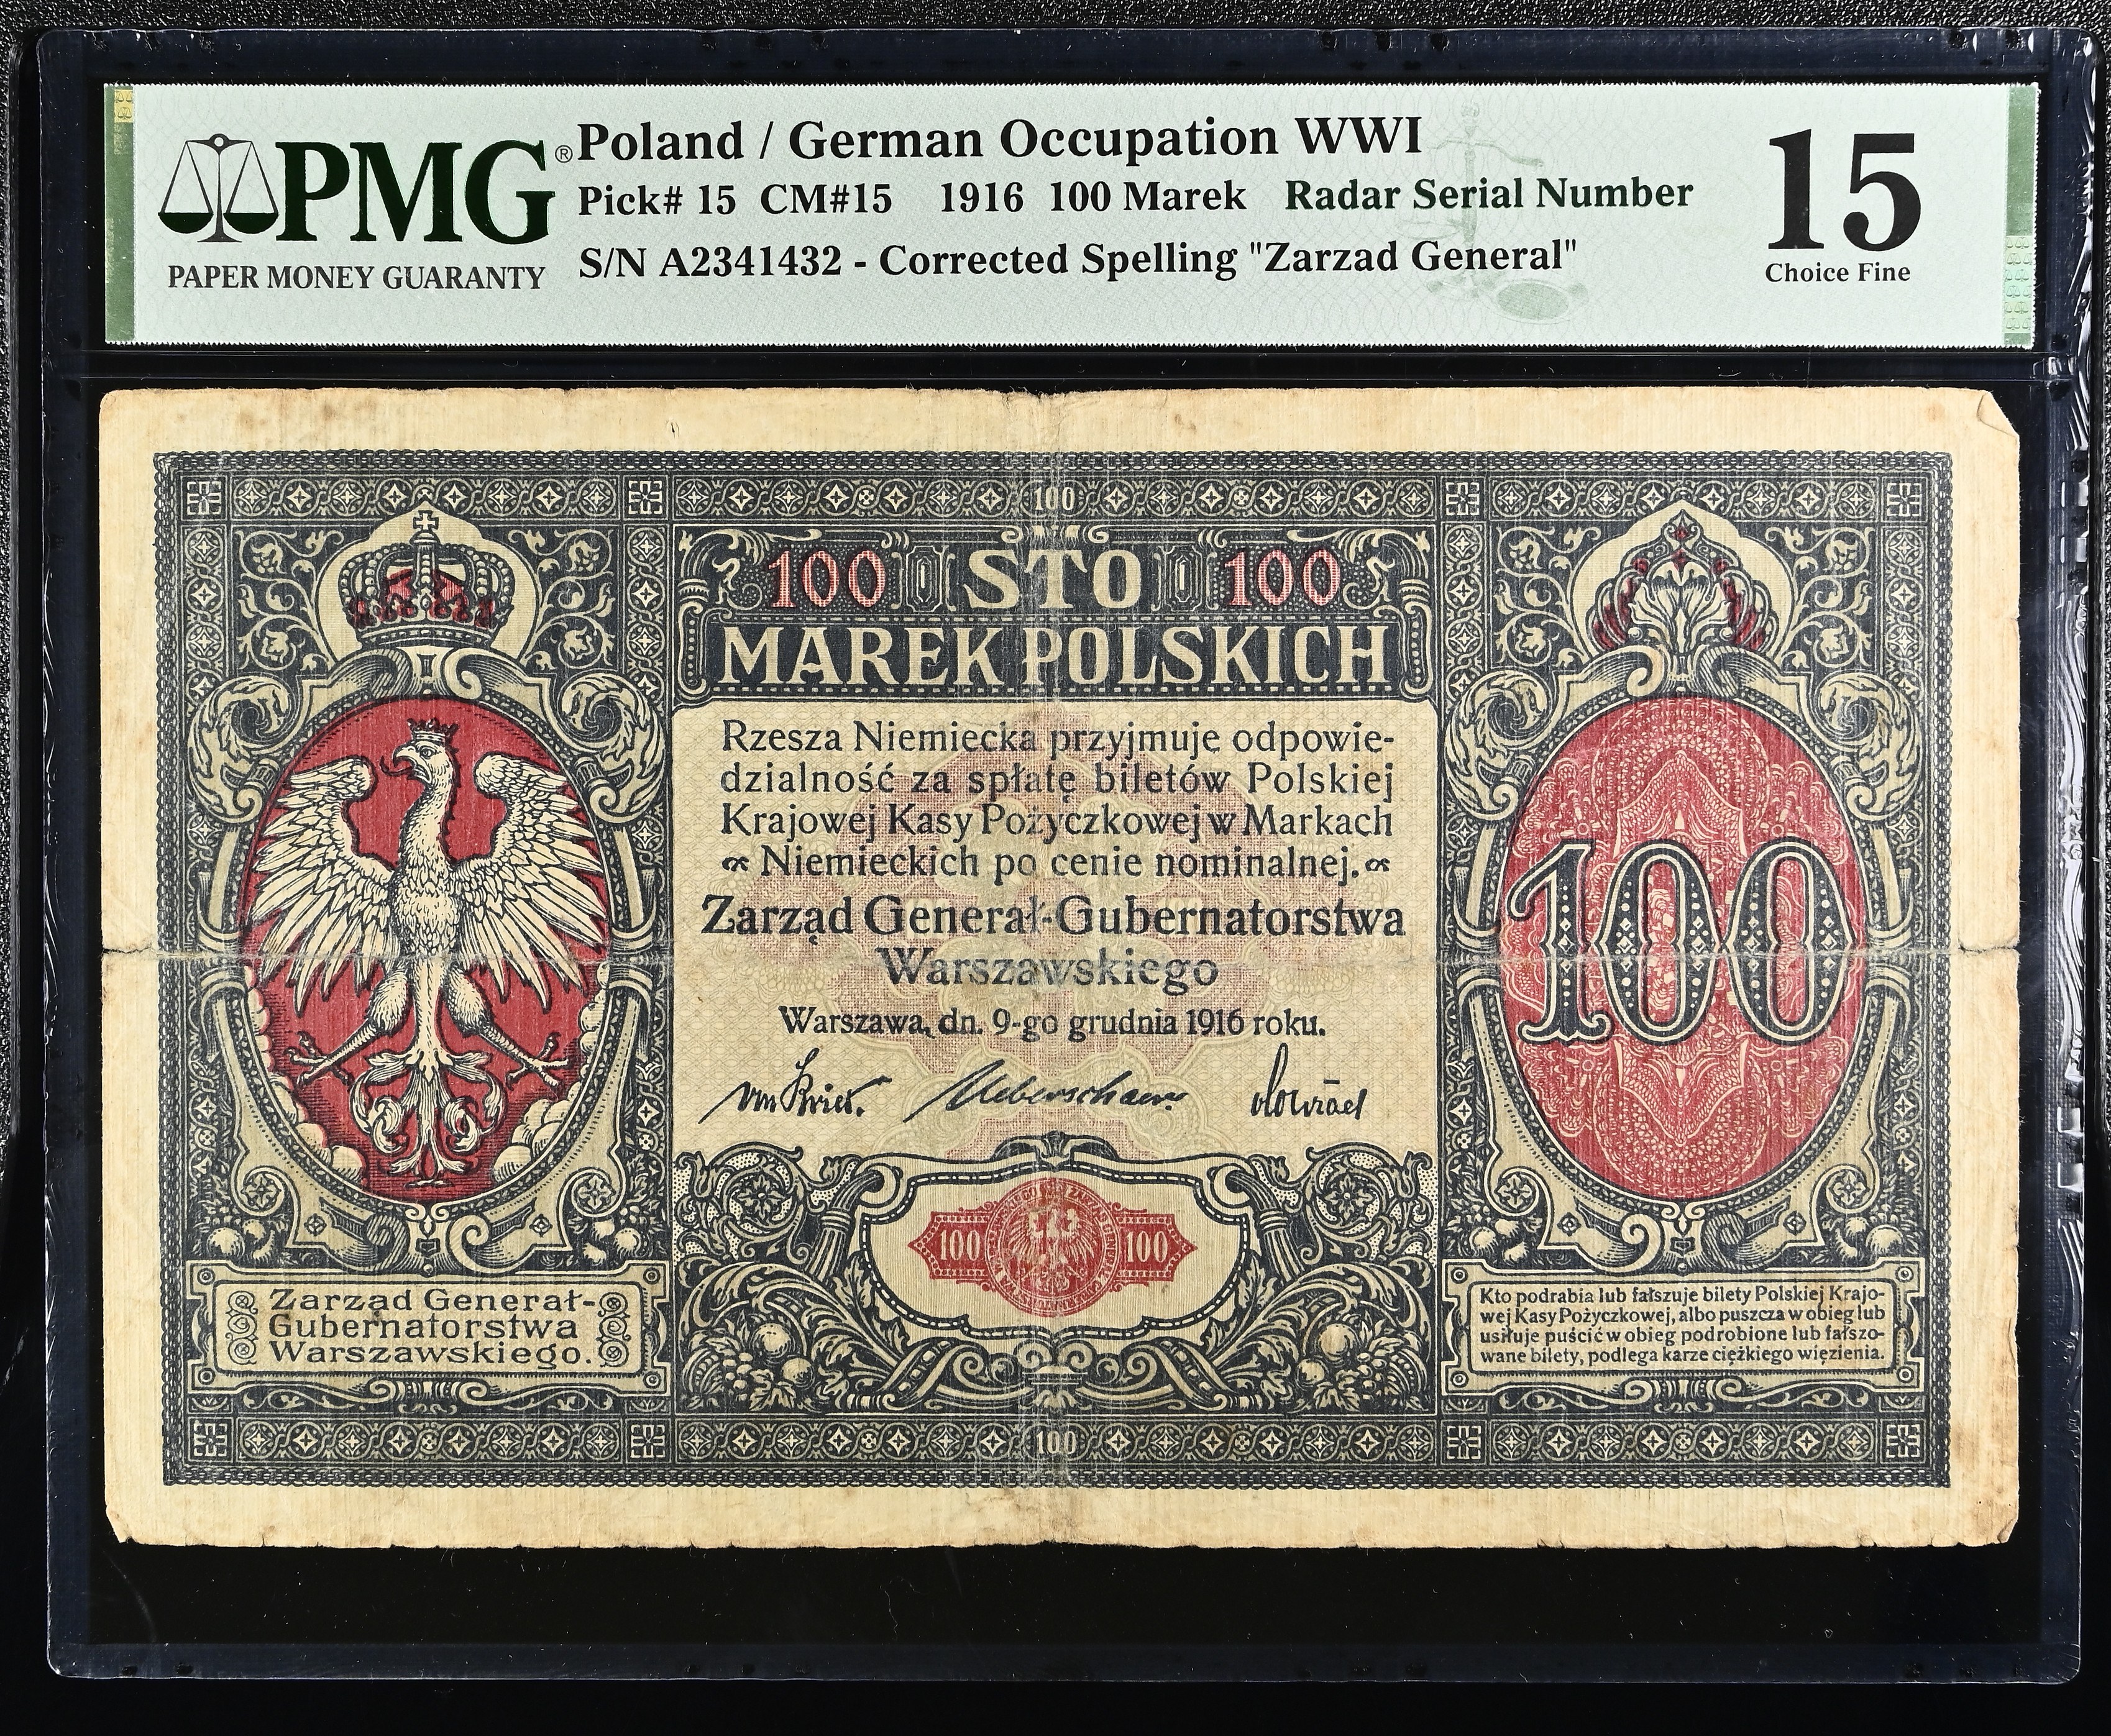 PMG®
PAPER MONEY GUARANTY
Poland / German Occupation WWI
Pick# 15 CM#15 1916 100 Marek Radar Serial Number
S/N A2341432 - Corrected Spelling "Zarzad General"
15
Choice Fine
100
100 STO 100
MAREK POLSKICH
Rzesza Niemiecka przyjmuje odpowie-
dzialność za spłatę biletów Polskiej
Krajowej Kasy Pożyczkowej w Markach
Niemieckich po cenie nominalnej.
Zarząd Generał-Gubernatorstwa
Warszawskiego
Warszawa, dn. 9-go grudnia 1916 roku.
100
100 100
Zarząd Generał-
Gubernatorstwa
Warszawskiego.
Kto podrabia lub fałszuje bilety Polskiej Krajo-
wej Kasy Pożyczkowej, albo puszcza w obieg lub
usiłuje puścić w obieg podrobione lub fałszo-
wane bilety, podlega karze ciężkiego więzienia.
100